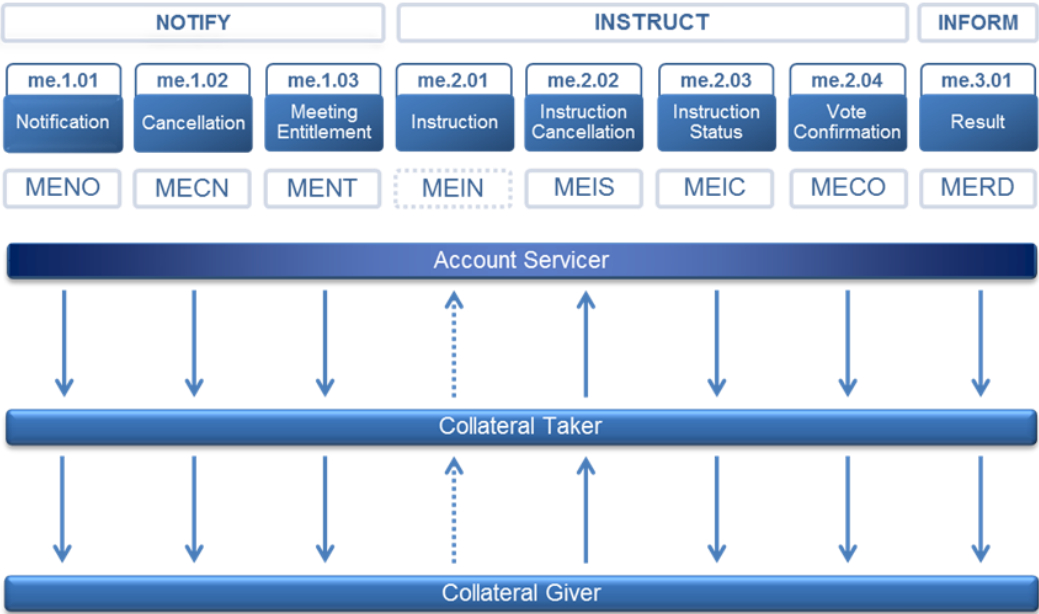 NOTIFY INSTRUCT INFORM
me.1.01 me.1.02 me.1.03 me.2.01 me.2.02 me.2.03 me.2.04 me.3.01
Notification
Cancellation
Meeting
Entitlement
Instruction
Instruction
Cancellation
Instruction
Status
Vote
Confirmation
Result
MENO MECN MENT MEIN MEIS MEIC MECO MERD
Account Servicer
Collateral Taker
Collateral Giver